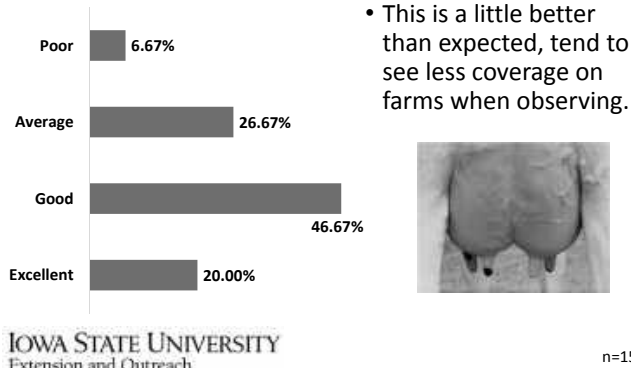 Poor
6.67%
Average
26.67%
Good
46.67%
Excellent
20.00%
• This is a little better
than expected, tend to
see less coverage on
farms when observing.
IOWA STATE UNIVERSITY
Extension and Outreach
n=15